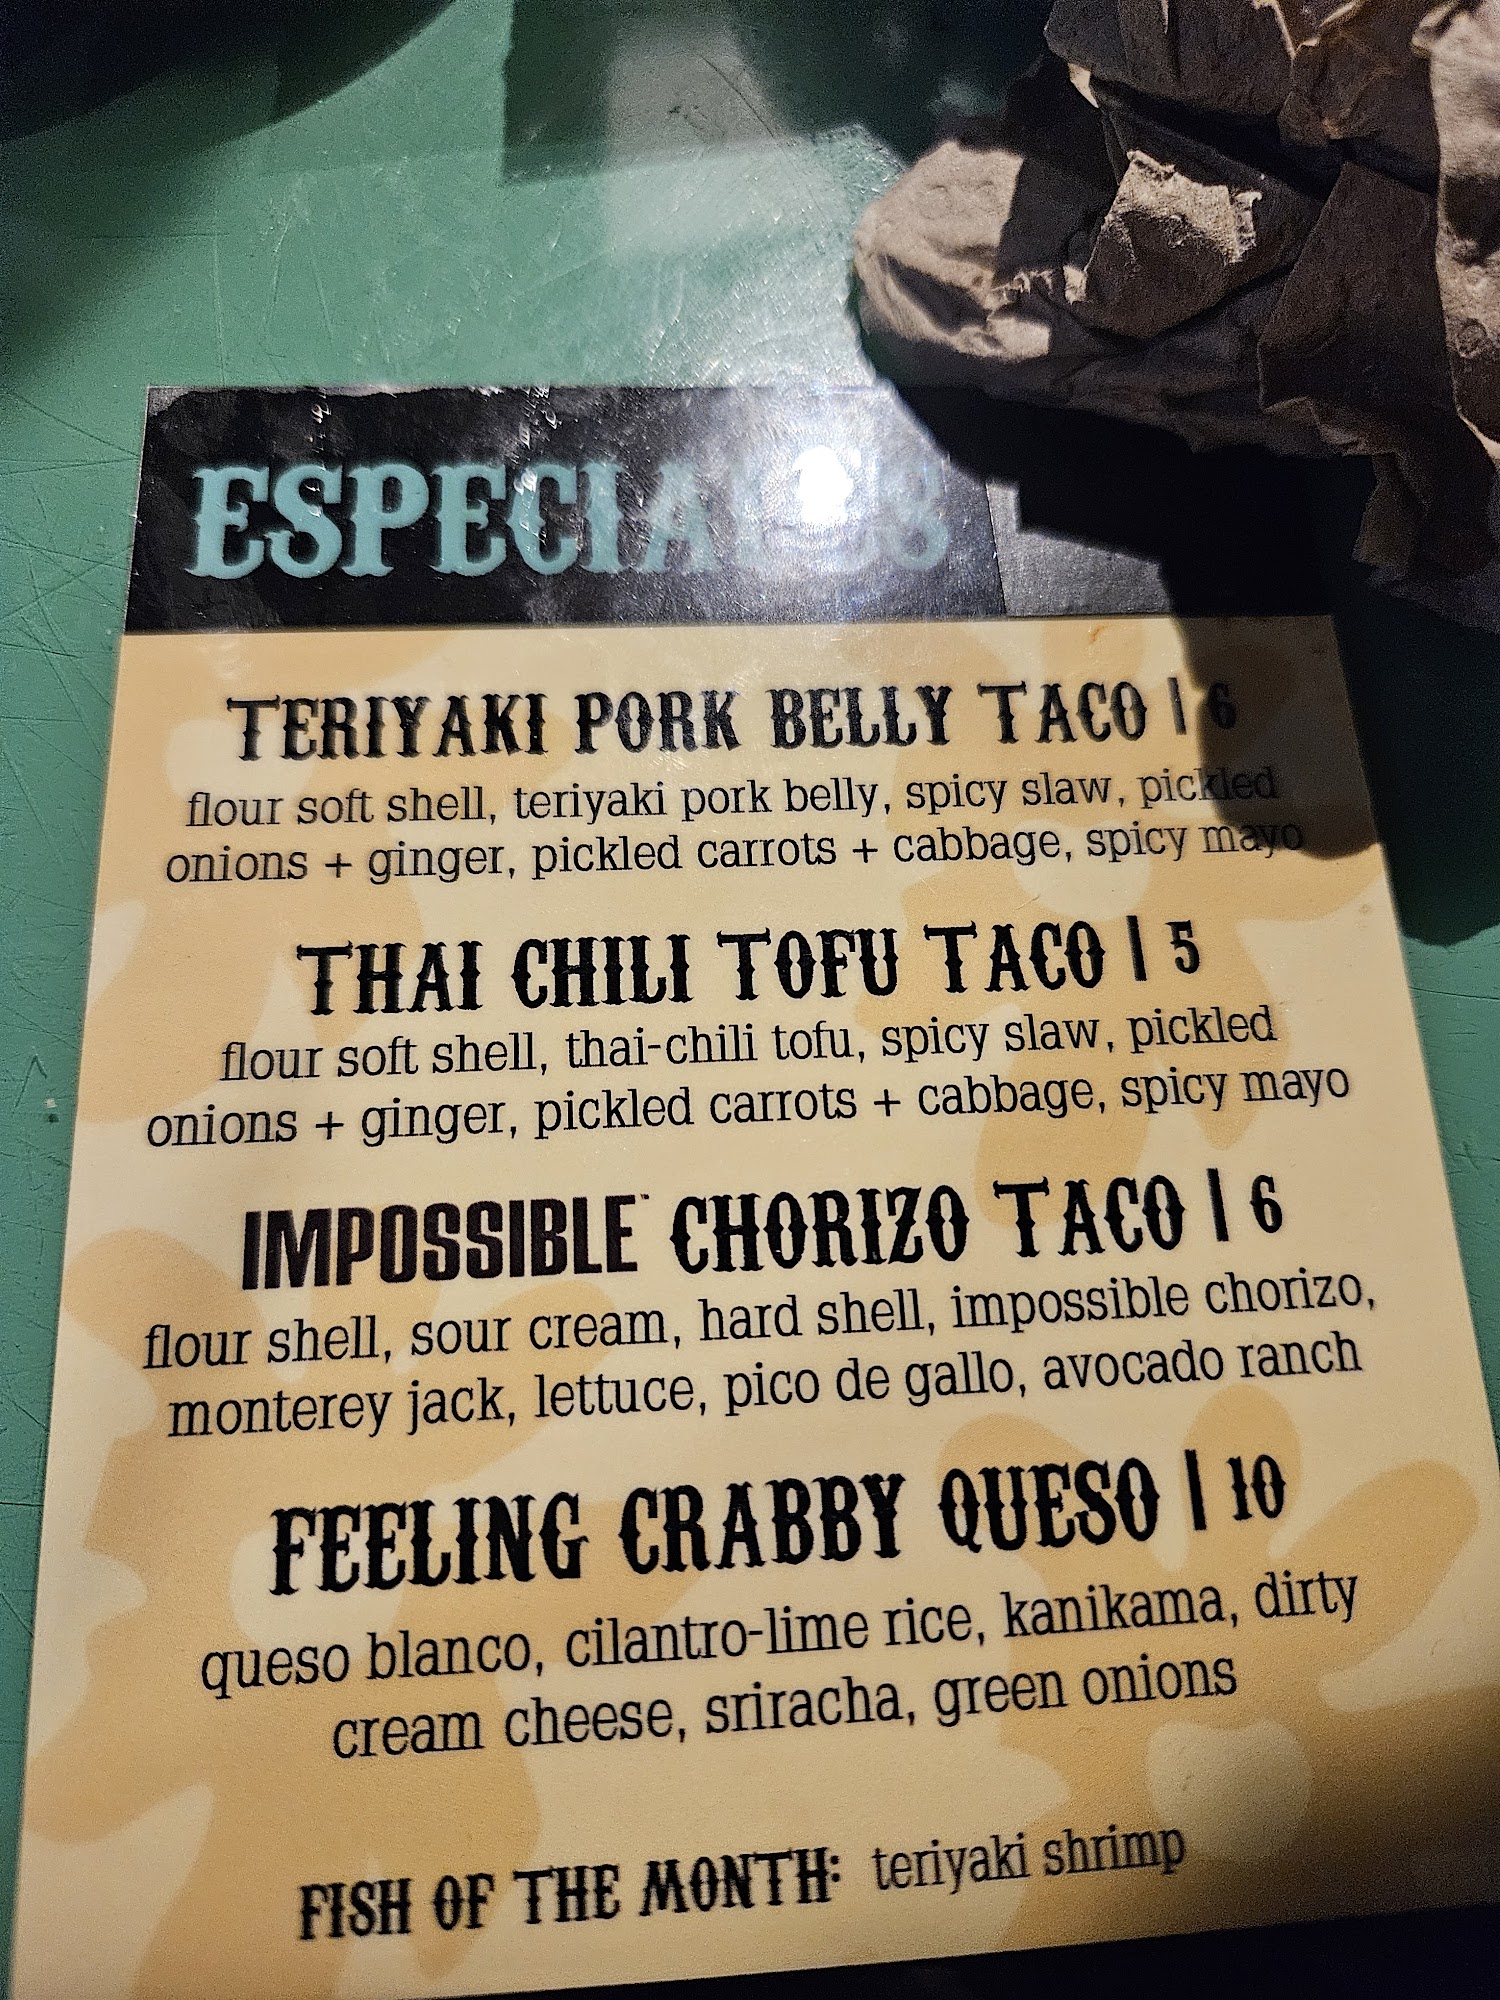 ESPECIALES
TERIYAKI PORK BELLY TACO | 6
flour soft shell, teriyaki pork belly, spicy slaw, pickled
onions + ginger, pickled carrots + cabbage, spicy mayo
THAI CHILI TOFU TACO | 5
flour soft shell, thai-chili tofu, spicy slaw, pickled
onions + ginger, pickled carrots + cabbage, spicy mayo
IMPOSSIBLE™ CHORIZO TACO | 6
flour shell, sour cream, hard shell, impossible chorizo,
monterey jack, lettuce, pico de gallo, avocado ranch
FEELING CRABBY QUESO | 10
queso blanco, cilantro-lime rice, kanikama, dirty
cream cheese, sriracha, green onions
FISH OF THE MONTH: teriyaki shrimp